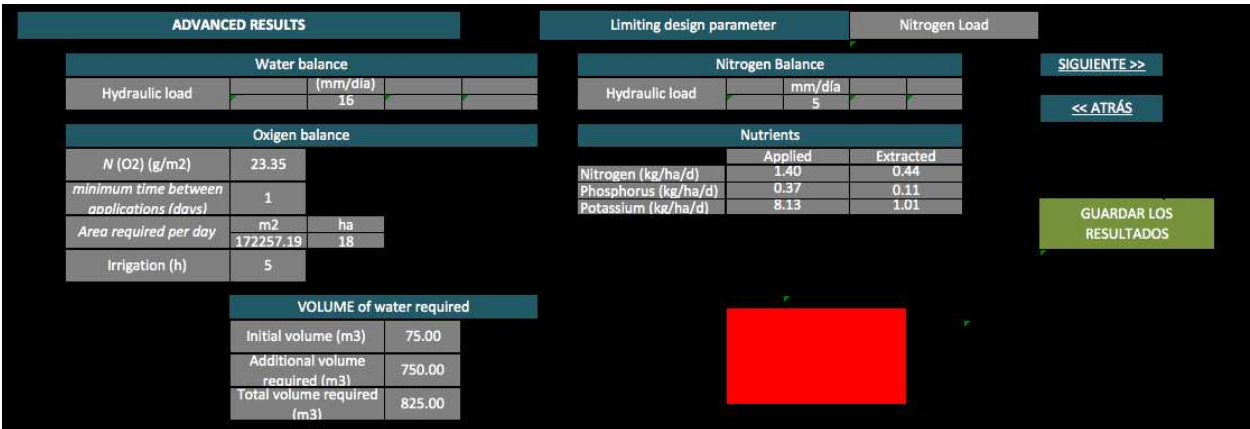 ADVANCED RESULTS
Limiting design parameter
Nitrogen Load
Water balance
Hydraulic load
(mm/día)
16
Nitrogen Balance
Hydraulic load
mm/día
5
SIGUIENTE >>
<< ATRÁS
Oxigen balance
N (O2) (g/m2) 23.35
minimum time between
applications (days)
1
Area required per day
m2 ha
172257.19 18
Irrigation (h) 5
Nutrients
Applied Extracted
Nitrogen (kg/ha/d) 1.40 0.44
Phosphorus (kg/ha/d) 0.37 0.11
Potassium (kg/ha/d) 8.13 1.01
GUARDAR LOS
RESULTADOS
VOLUME of water required
Initial volume (m3) 75.00
Additional volume
required (m3)
750.00
Total volume required
(m3)
825.00